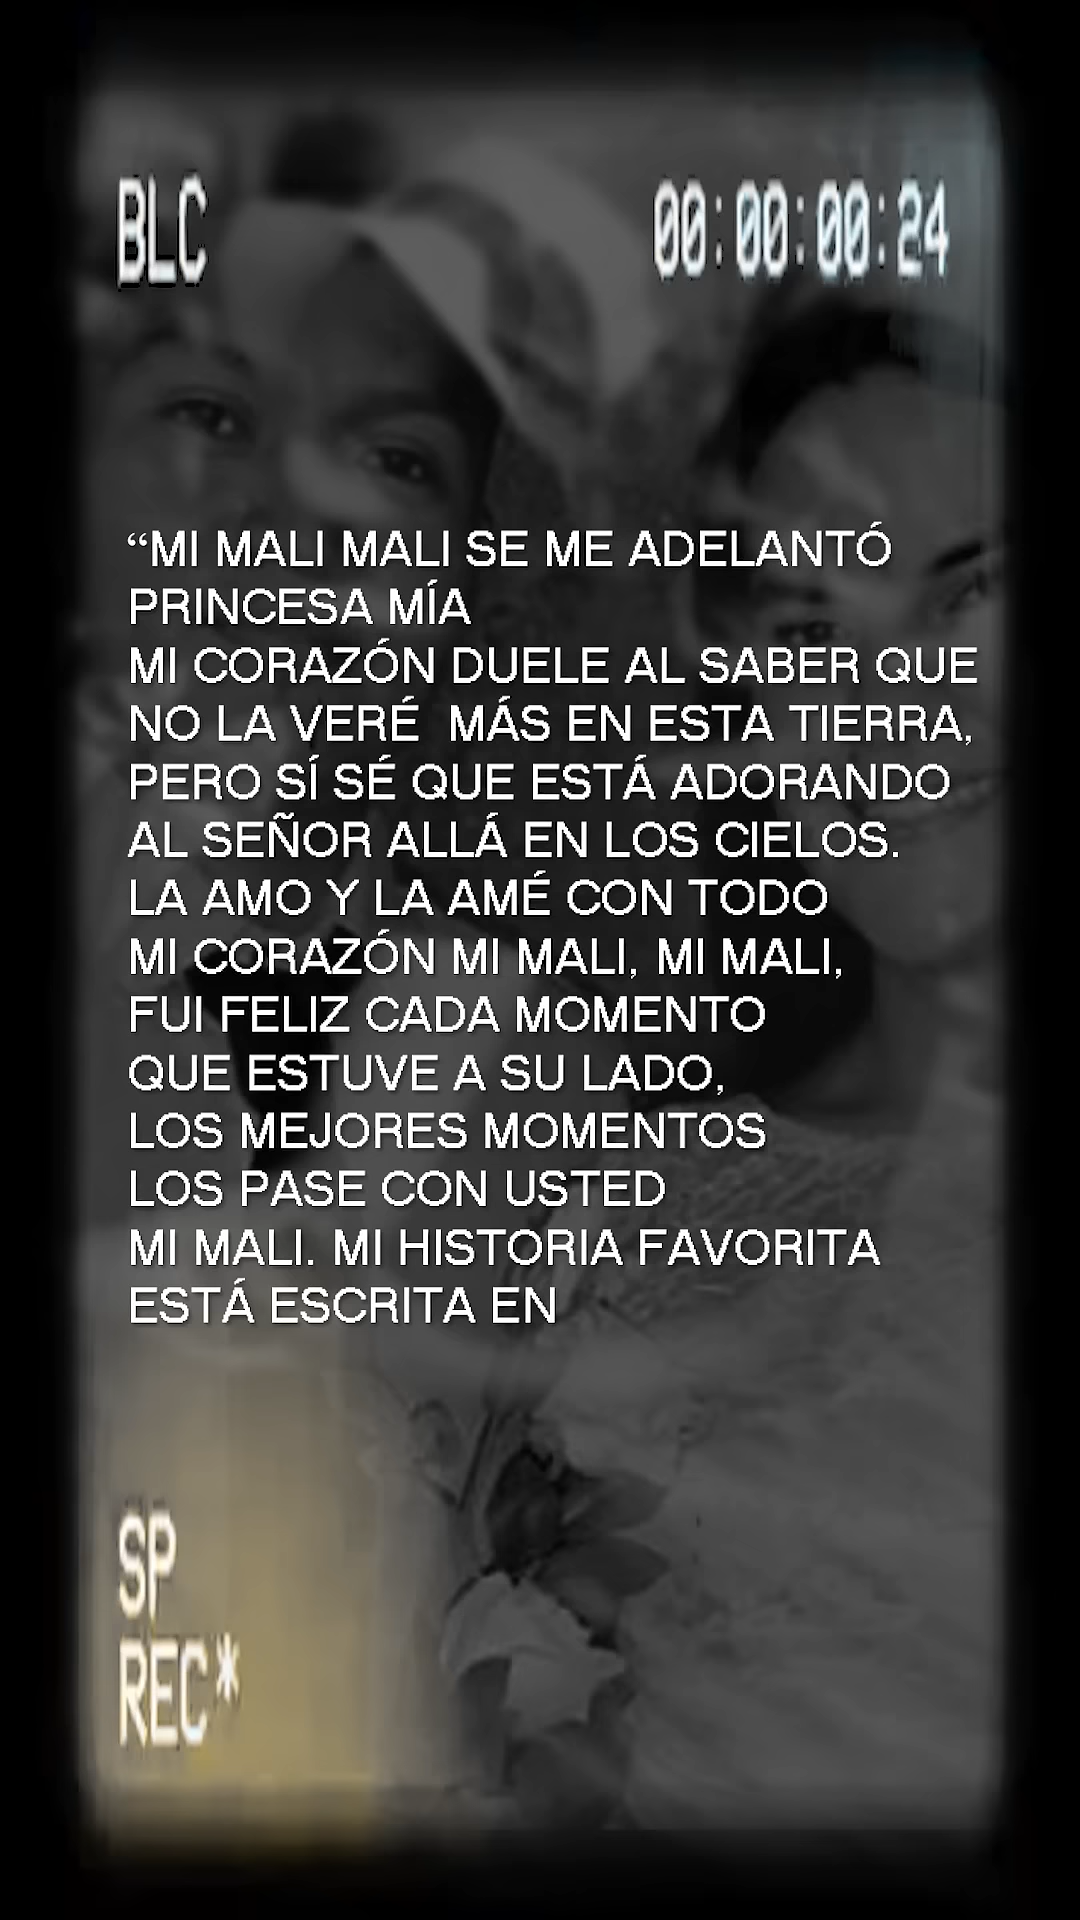 BLC
00:00:00:24
“MI MALI MALI SE ME ADELANTÓ
PRINCESA MÍA
MI CORAZÓN DUELE AL SABER QUE
NO LA VERÉ  MÁS EN ESTA TIERRA,
PERO SÍ SÉ QUE ESTÁ ADORANDO
AL SEÑOR ALLÁ EN LOS CIELOS.
LA AMO Y LA AMÉ CON TODO
MI CORAZÓN MI MALI, MI MALI,
FUI FELIZ CADA MOMENTO
QUE ESTUVE A SU LADO,
LOS MEJORES MOMENTOS
LOS PASE CON USTED
MI MALI. MI HISTORIA FAVORITA
ESTÁ ESCRITA EN
SP
REC*